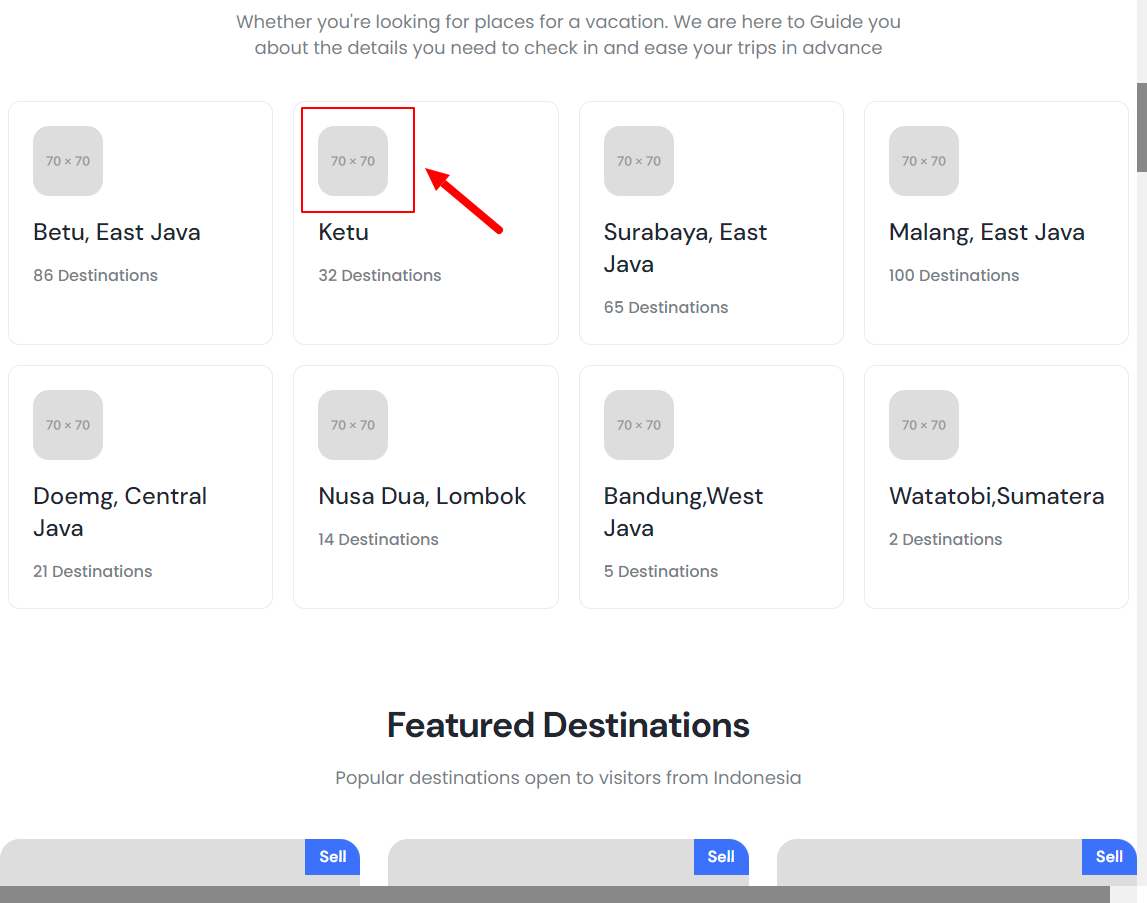 Whether you're looking for places for a vacation. We are here to Guide you
about the details you need to check in and ease your trips in advance
70 × 70
Betu, East Java
86 Destinations
70 × 70
Ketu
32 Destinations
70 × 70
Surabaya, East
Java
65 Destinations
70 × 70
Malang, East Java
100 Destinations
70 × 70
Doemg, Central
Java
21 Destinations
70 × 70
Nusa Dua, Lombok
14 Destinations
70 × 70
Bandung,West
Java
5 Destinations
70 × 70
Watatobi,Sumatera
2 Destinations
Featured Destinations
Popular destinations open to visitors from Indonesia
Sell
Sell
Sell